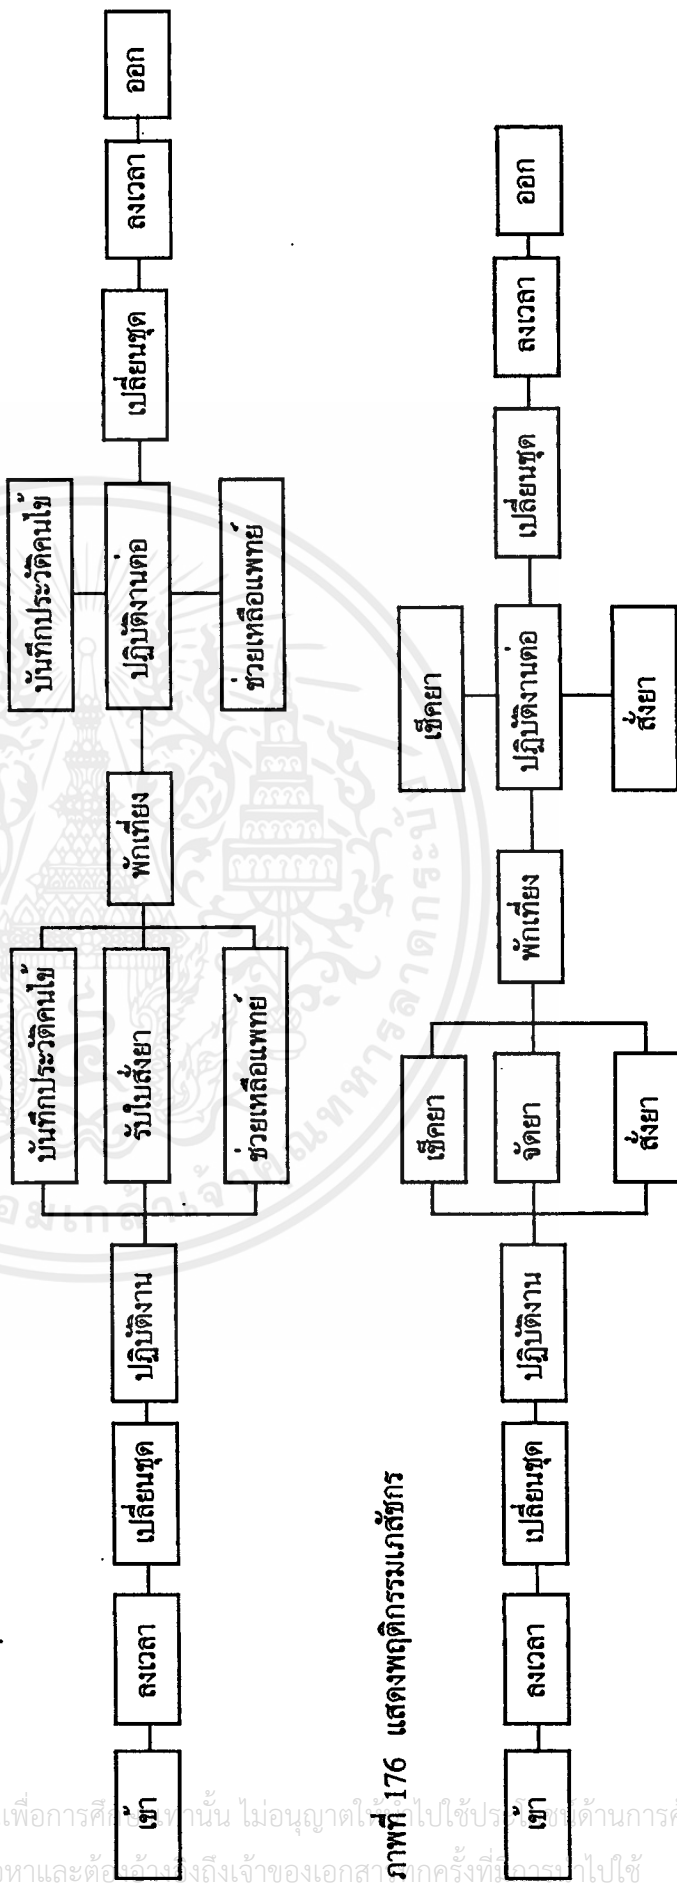 เข้า
ลงเวลา
เปลี่ยนชุด
ปฏิบัติงาน
บันทึกประวัติคนไข้
รับใบสั่งยา
ช่วยเหลือแพทย์
พักเที่ยง
บันทึกประวัติคนไข้
ปฏิบัติงานต่อ
ช่วยเหลือแพทย์
เปลี่ยนชุด
ลงเวลา
ออก
ภาพที่ 176 แสดงพฤติกรรมเภสัชกร
เข้า
ลงเวลา
เปลี่ยนชุด
ปฏิบัติงาน
เช็คยา
จัดยา
สั่งยา
พักเที่ยง
เช็คยา
ปฏิบัติงานต่อ
สั่งยา
เปลี่ยนชุด
ลงเวลา
ออก